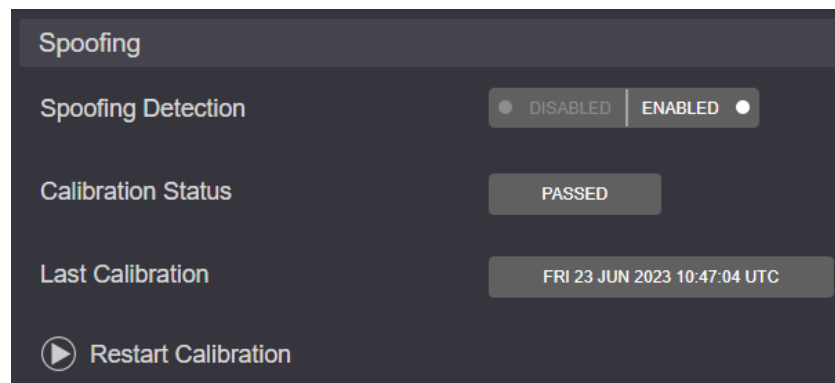 Spoofing
Spoofing Detection DISABLED ENABLED
Calibration Status PASSED
Last Calibration FRI 23 JUN 2023 10:47:04 UTC
Restart Calibration